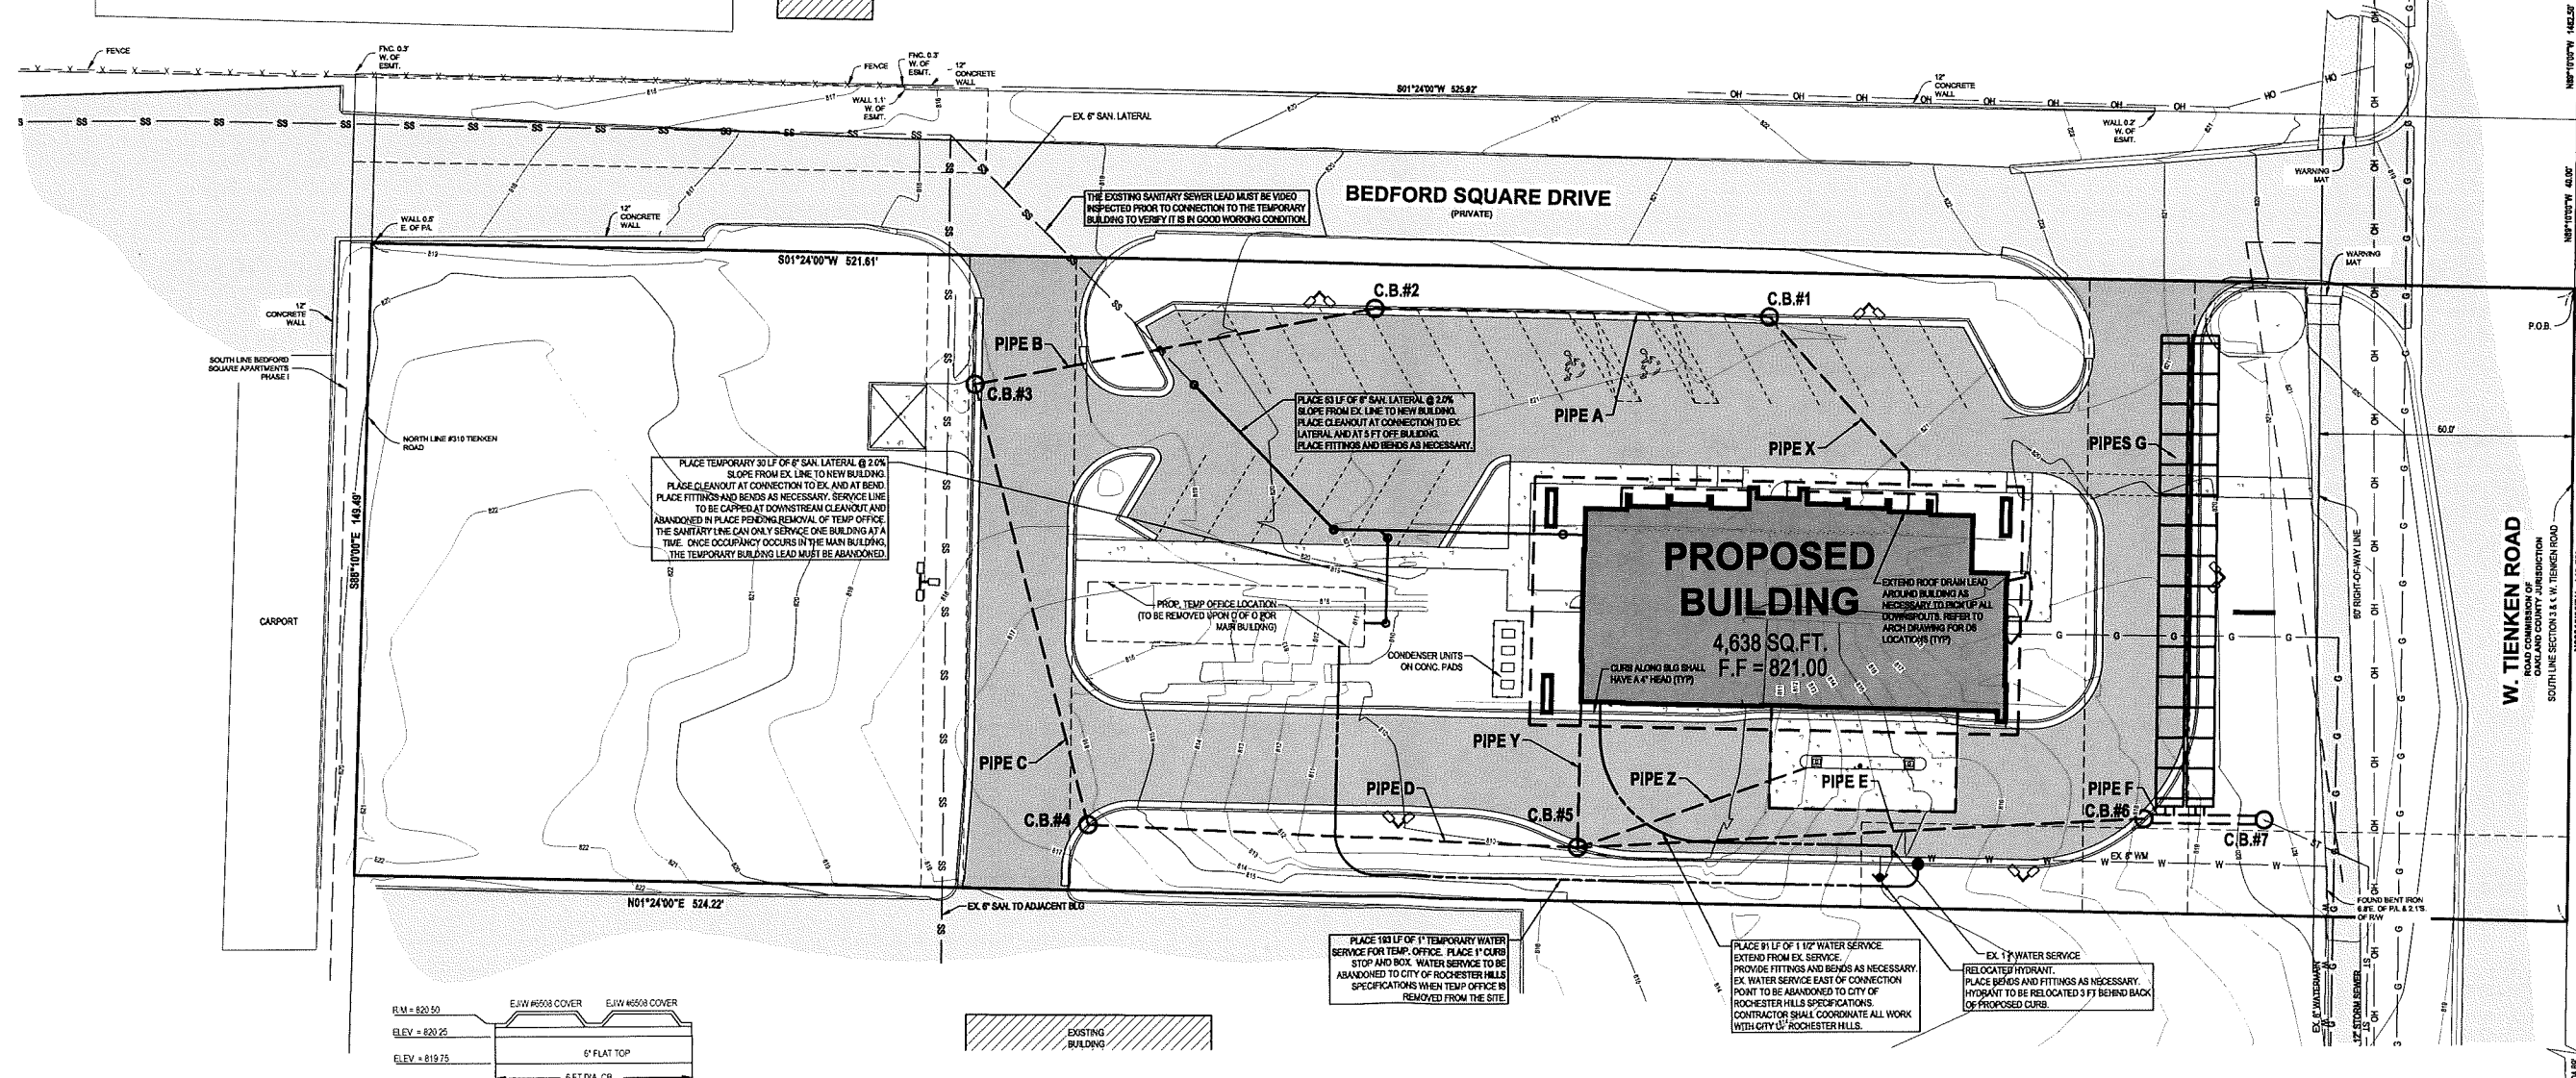 FENCE
FNC. 0.3'
W. OF
ESMT.
FENCE
FNC. 0.3'
W. OF
ESMT.
12"
CONCRETE
WALL
WALL 1.1'
W. OF
ESMT.
EX. 6" SAN. LATERAL
S01°24'00"W 525.92'
12"
CONCRETE
WALL
WALL 0.2'
W. OF
ESMT.
WARNING
MAT
WARNING
MAT
N89°10'00"W 40.00'
P.O.B.
BEDFORD SQUARE DRIVE
(PRIVATE)
THE EXISTING SANITARY SEWER LEAD MUST BE VIDEO
INSPECTED PRIOR TO CONNECTION TO THE TEMPORARY
BUILDING TO VERIFY IT IS IN GOOD WORKING CONDITION.
WALL 0.5'
E. OF P/L
12"
CONCRETE
WALL
S01°24'00"W 521.61'
12"
CONCRETE
WALL
SOUTH LINE BEDFORD
SQUARE APARTMENTS
PHASE I
NORTH LINE #310 TIENKEN
ROAD
S88°10'00"E 149.49'
CARPORT
C.B.#2
C.B.#1
PIPE B
C.B.#3
PIPE A
PIPE X
PIPES G
60.0'
PLACE 63 LF OF 6" SAN. LATERAL @ 2.0%
SLOPE FROM EX. LINE TO NEW BUILDING.
PLACE CLEANOUT AT CONNECTION TO EX.
LATERAL AND AT 5 FT OFF BUILDING.
PLACE FITTINGS AND BENDS AS NECESSARY.
PLACE TEMPORARY 30 LF OF 6" SAN. LATERAL @ 2.0%
SLOPE FROM EX. LINE TO NEW BUILDING.
PLACE CLEANOUT AT CONNECTION TO EX. AND AT BEND.
PLACE FITTINGS AND BENDS AS NECESSARY. SERVICE LINE
TO BE CAPPED AT DOWNSTREAM CLEANOUT AND
ABANDONED IN PLACE PENDING REMOVAL OF TEMP OFFICE.
THE SANITARY LINE CAN ONLY SERVICE ONE BUILDING AT A
TIME. ONCE OCCUPANCY OCCURS IN THE MAIN BUILDING,
THE TEMPORARY BUILDING LEAD MUST BE ABANDONED.
PROP. TEMP OFFICE LOCATION
(TO BE REMOVED UPON C OF O FOR
MAIN BUILDING)
CONDENSER UNITS
ON CONC. PADS
PROPOSED
BUILDING
4,638 SQ.FT.
F.F = 821.00
EXTEND ROOF DRAIN LEAD
AROUND BUILDING AS
NECESSARY TO PICK UP ALL
DOWNSPOUTS. REFER TO
ARCH DRAWING FOR DS
LOCATIONS (TYP)
CURB ALONG BLG SHALL
HAVE A 4" HEAD (TYP)
60' RIGHT-OF-WAY LINE
W. TIENKEN ROAD
ROAD COMMISSION OF
OAKLAND COUNTY JURISDICTION
SOUTH LINE SECTION 3 & ℄ W. TIENKEN ROAD
PIPE C
PIPE Y
PIPE Z
PIPE D
PIPE E
PIPE F
C.B.#4
C.B.#5
C.B.#6
C.B.#7
EX 8" WM
FOUND BENT IRON
6.8'E. OF P/L & 2.1'S.
OF R/W
N01°24'00"E 524.22'
EX. 6" SAN. TO ADJACENT BLG
PLACE 193 LF OF 1" TEMPORARY WATER
SERVICE FOR TEMP. OFFICE. PLACE 1" CURB
STOP AND BOX. WATER SERVICE TO BE
ABANDONED TO CITY OF ROCHESTER HILLS
SPECIFICATIONS WHEN TEMP OFFICE IS
REMOVED FROM THE SITE.
PLACE 91 LF OF 1 1/2" WATER SERVICE.
EXTEND FROM EX. SERVICE.
PROVIDE FITTINGS AND BENDS AS NECESSARY.
EX. WATER SERVICE EAST OF CONNECTION
POINT TO BE ABANDONED TO CITY OF
ROCHESTER HILLS SPECIFICATIONS.
CONTRACTOR SHALL COORDINATE ALL WORK
WITH CITY OF ROCHESTER HILLS.
WATER SERVICE
RELOCATED HYDRANT.
PLACE BENDS AND FITTINGS AS NECESSARY.
HYDRANT TO BE RELOCATED 3 FT BEHIND BACK
OF PROPOSED CURB.
EX. 8" WATERMAIN
12" STORM SEWER
EXISTING
BUILDING
RIM = 820.50
EJIW #6508 COVER
EJIW #6508 COVER
ELEV = 820.25
ELEV = 819.75
6" FLAT TOP
6 FT DIA. CB